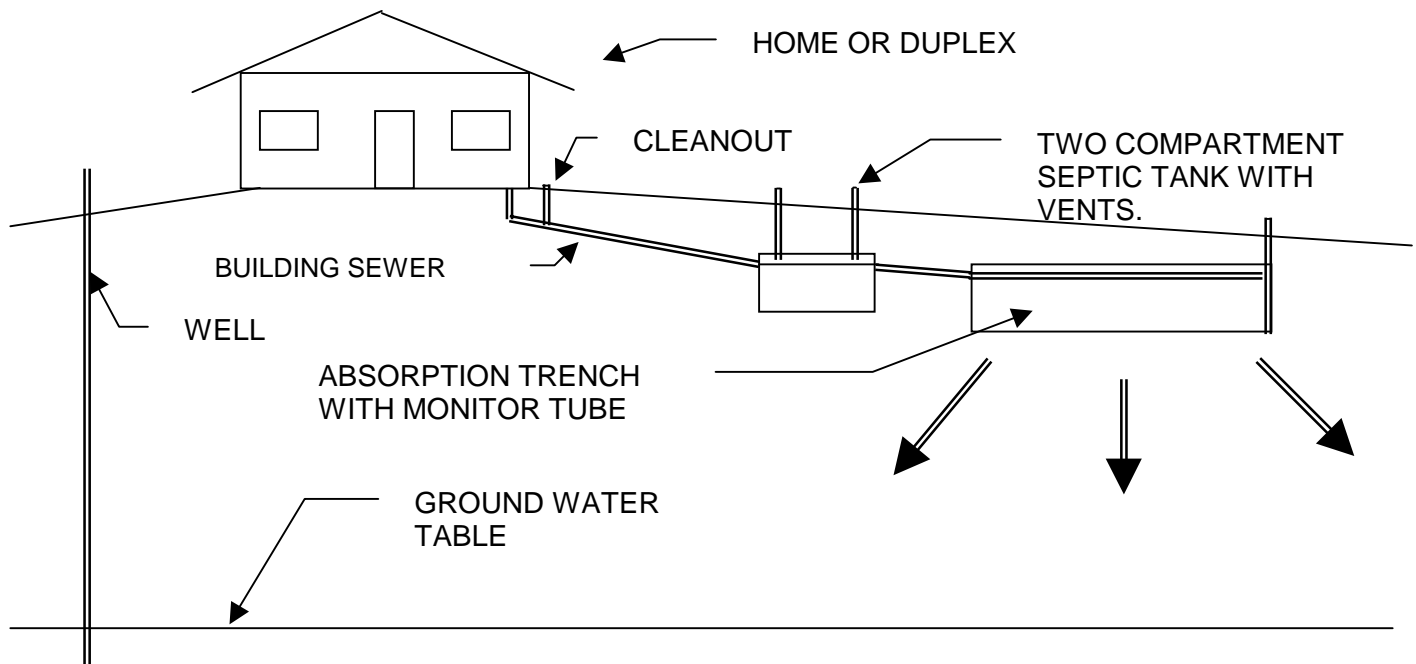 HOME OR DUPLEX
CLEANOUT
TWO COMPARTMENT
SEPTIC TANK WITH
VENTS.
BUILDING SEWER
WELL
ABSORPTION TRENCH
WITH MONITOR TUBE
GROUND WATER
TABLE